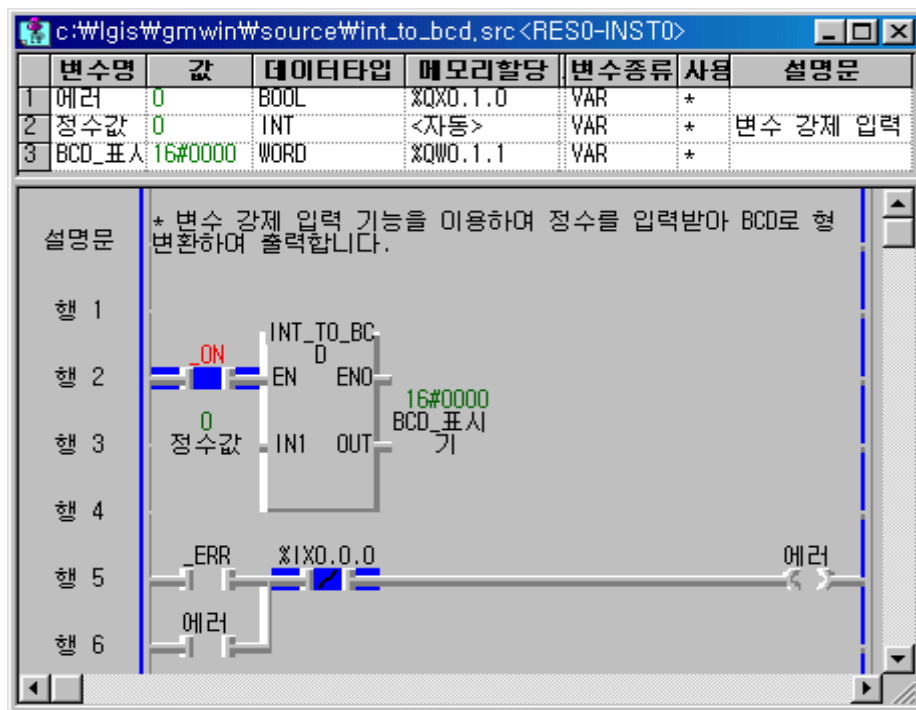 c:₩lgis₩gmwin₩source₩int_to_bcd.src<RES0-INST0>
변수명 값 데이터타입 메모리할당 변수종류 사용 설명문
1 에러 0 BOOL %QX0.1.0 VAR *
2 정수값 0 INT <자동> VAR * 변수 강제 입력
3 BCD_표시 16#0000 WORD %QW0.1.1 VAR *
설명문 * 변수 강제 입력 기능을 이용하여 정수를 입력받아 BCD로 형
변환하여 출력합니다.
행 1
INT_TO_BC
D
_ON
행 2 EN ENO
16#0000
0 BCD_표시
행 3 정수값 IN1 OUT 기
행 4
_ERR %IX0.0.0 에러
행 5
에러
행 6